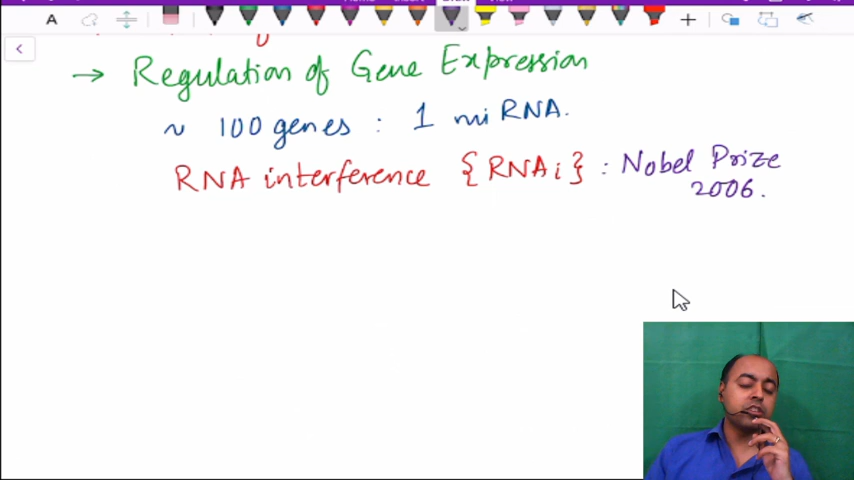 → Regulation of Gene Expression
~ 100 genes : 1 miRNA.
RNA interference {RNAi} : Nobel Prize
2006.